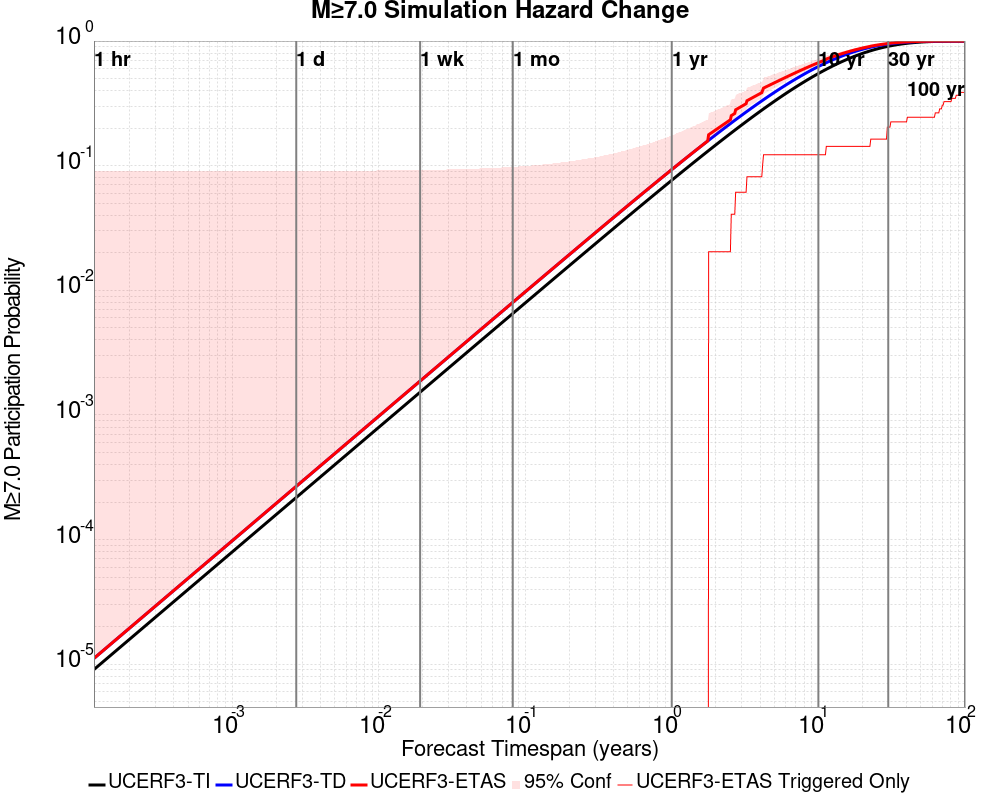 M≥7.0 Simulation Hazard Change
M≥7.0 Participation Probability
10^0
10^-1
10^-2
10^-3
10^-4
10^-5
1 hr
1 d
1 wk
1 mo
1 yr
10 yr
30 yr
100 yr
10^-3
10^-2
10^-1
10^0
10^1
10^2
Forecast Timespan (years)
UCERF3-TI UCERF3-TD UCERF3-ETAS 95% Conf UCERF3-ETAS Triggered Only